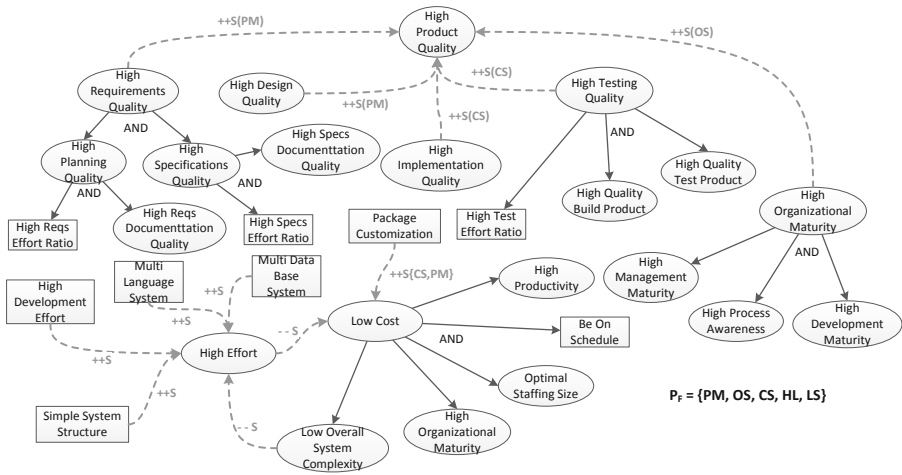 ++S(PM)
High
Product
Quality
++S(OS)
High
Requirements
Quality
High Design
Quality
++S(PM)
++S(CS)
++S(CS)
High Testing
Quality
AND
High
Planning
Quality
High
Specifications
Quality
High Specs
Documenttation
Quality
High
Implementation
Quality
AND
High Quality
Build Product
High Quality
Test Product
AND
AND
High Reqs
Effort Ratio
High Reqs
Documenttation
Quality
High Specs
Effort Ratio
Package
Customization
High Test
Effort Ratio
High
Organizational
Maturity
High
Development
Effort
Multi
Language
System
Multi Data
Base
System
++S{CS,PM}
High
Productivity
High
Management
Maturity
AND
++S
++S
- - S
Low Cost
Be On
Schedule
High Process
Awareness
High
Development
Maturity
++S
High Effort
AND
Optimal
Staffing Size
++S
- - S
Simple System
Structure
Low Overall
System
Complexity
High
Organizational
Maturity
PF = {PM, OS, CS, HL, LS}